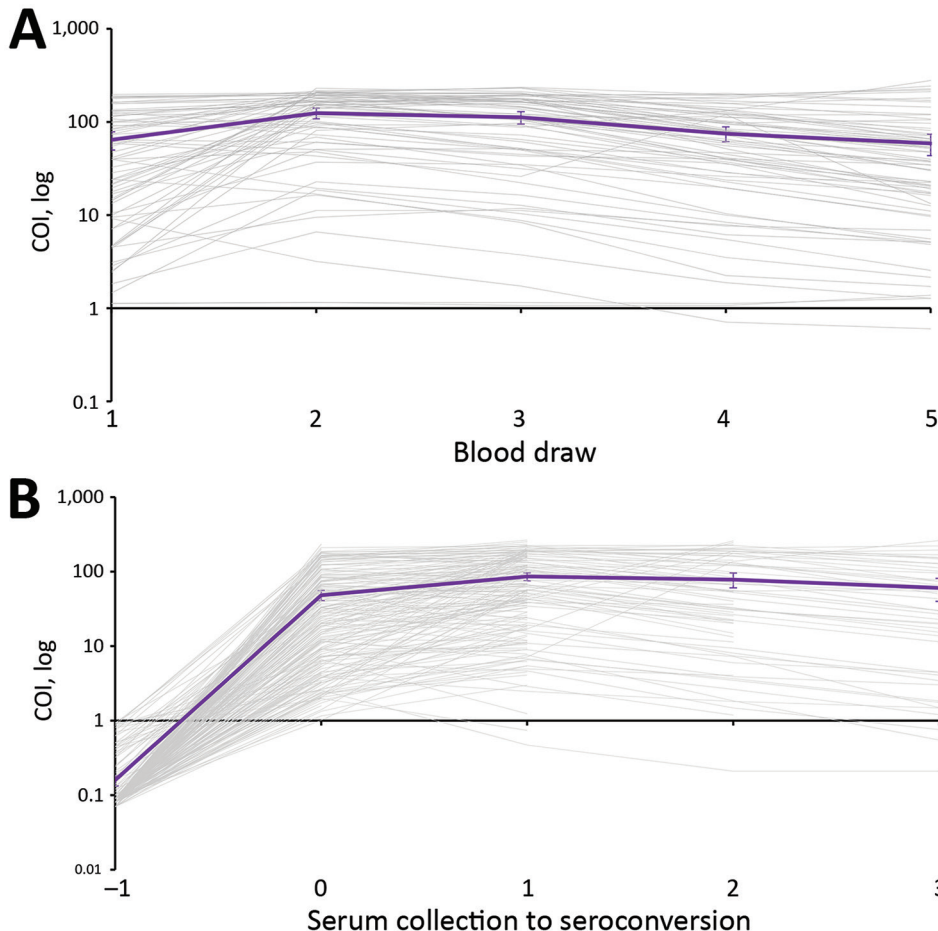 A
1,000
100
10
1
0.1
COI, log
1 2 3 4 5
Blood draw
B
1,000
100
10
1
0.1
0.01
COI, log
–1 0 1 2 3
Serum collection to seroconversion